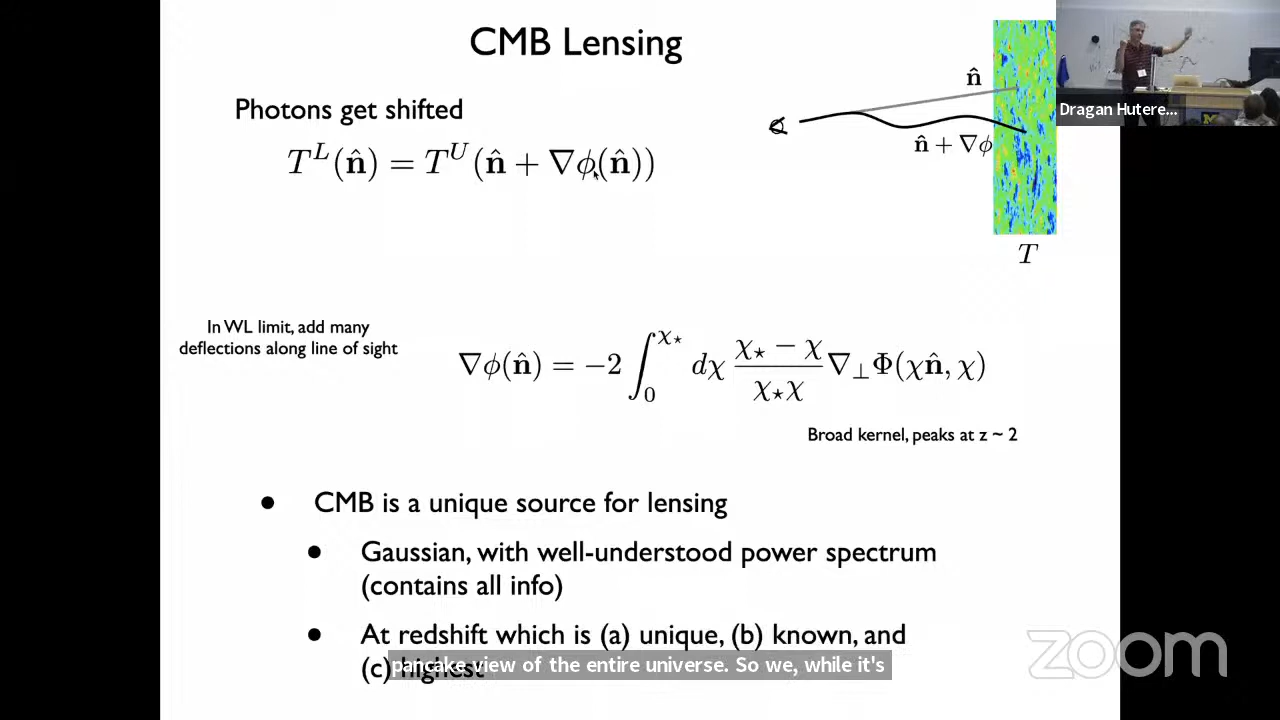 CMB Lensing
Photons get shifted
T^L(n̂) = T^U(n̂ + ∇ϕ(n̂))
n̂
n̂ + ∇ϕ
T
Dragan Hutere...
In WL limit, add many
deflections along line of sight
∇ϕ(n̂) = −2 ∫_0^{χ⋆} dχ (χ⋆ − χ)/(χ⋆χ) ∇⊥Φ(χn̂, χ)
Broad kernel, peaks at z ~ 2
• CMB is a unique source for lensing
• Gaussian, with well-understood power spectrum
(contains all info)
• At redshift which is (a) unique, (b) known, and
(c) highest
pancake view of the entire universe. So we, while it's
zoom